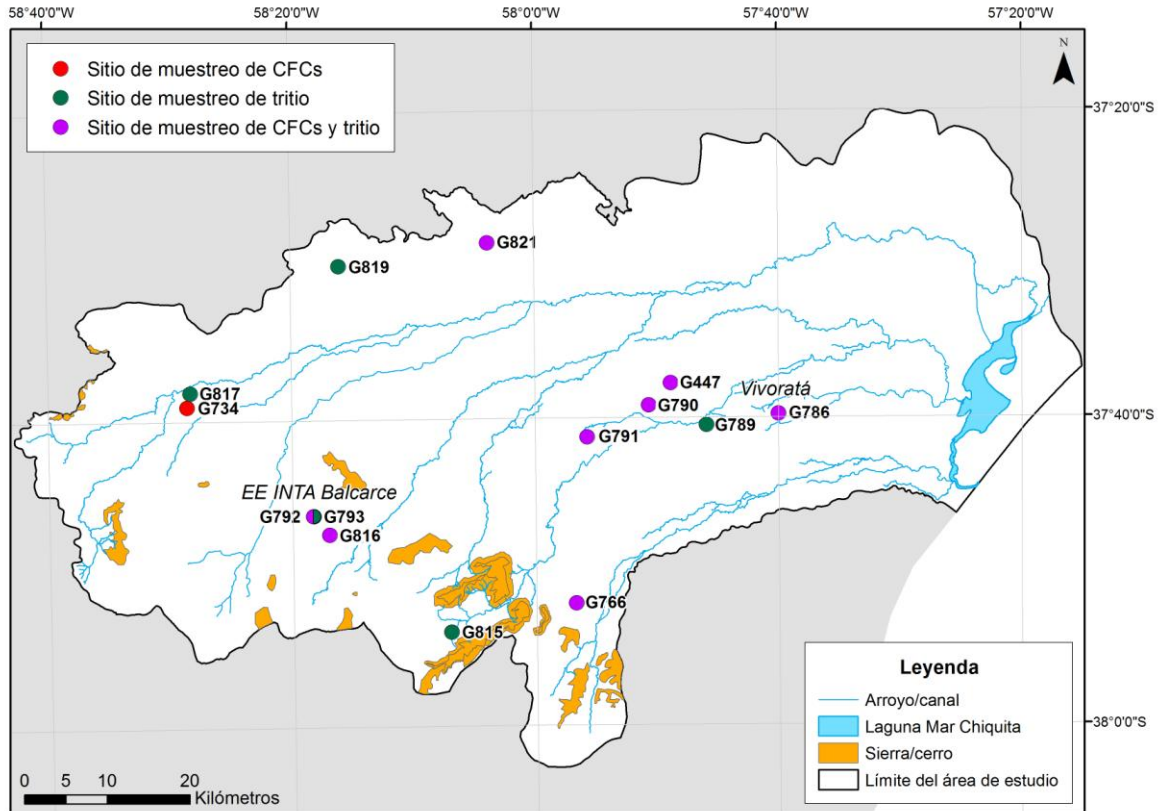 58°40'0"W
58°20'0"W
58°0'0"W
57°40'0"W
57°20'0"W
Sitio de muestreo de CFCs
Sitio de muestreo de tritio
Sitio de muestreo de CFCs y tritio
N
37°20'0"S
G821
G819
G817
G734
G447
Vivoratá
G790
G786
37°40'0"S
G789
G791
EE INTA Balcarce
G792 G793
G816
G766
G815
Leyenda
Arroyo/canal
Laguna Mar Chiquita
Sierra/cerro
Límite del área de estudio
38°0'0"S
0 5 10 20
Kilómetros